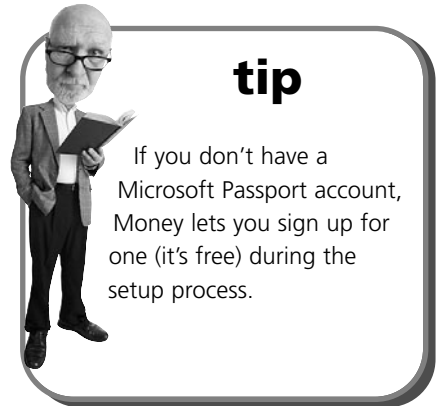 tip
If you don’t have a
Microsoft Passport account,
Money lets you sign up for
one (it’s free) during the
setup process.